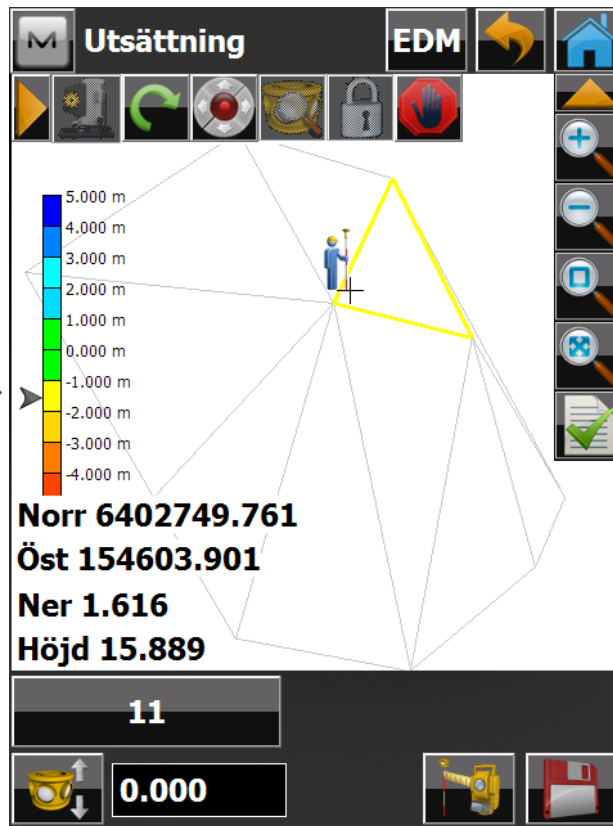 Utsättning
EDM
5.000 m
4.000 m
3.000 m
2.000 m
1.000 m
0.000 m
-1.000 m
-2.000 m
-3.000 m
-4.000 m
Norr 6402749.761
Öst 154603.901
Ner 1.616
Höjd 15.889
11
0.000